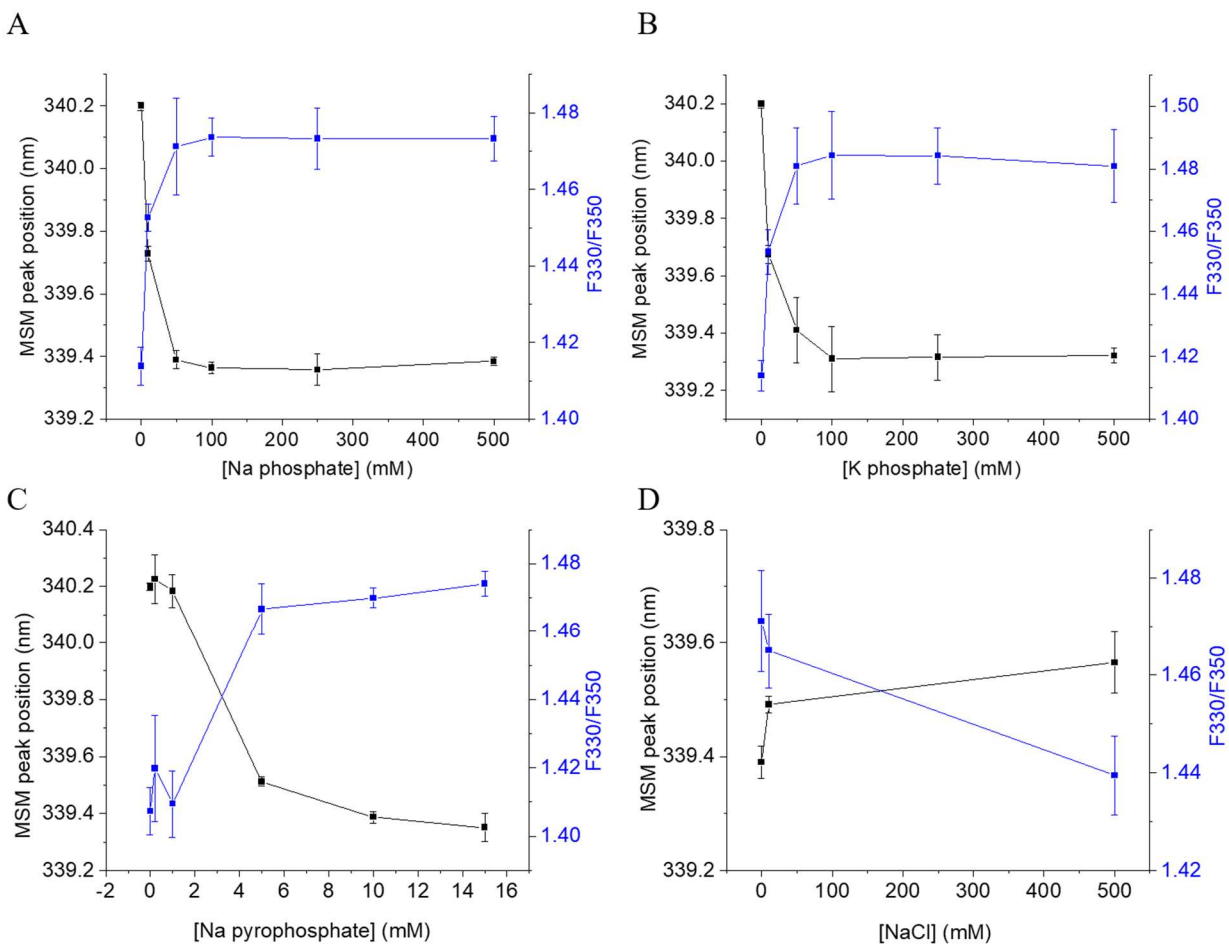 A
340.2
340.0
339.8
339.6
339.4
339.2
MSM peak position (nm)
0 100 200 300 400 500
[Na phosphate] (mM)
1.48
1.46
1.44
1.42
1.40
F330/F350
B
340.2
340.0
339.8
339.6
339.4
339.2
MSM peak position (nm)
0 100 200 300 400 500
[K phosphate] (mM)
1.50
1.48
1.46
1.44
1.42
1.40
F330/F350
C
340.4
340.2
340.0
339.8
339.6
339.4
339.2
MSM peak position (nm)
-2 0 2 4 6 8 10 12 14 16
[Na pyrophosphate] (mM)
1.48
1.46
1.44
1.42
1.40
F330/F350
D
339.8
339.6
339.4
339.2
MSM peak position (nm)
0 100 200 300 400 500
[NaCl] (mM)
1.48
1.46
1.44
1.42
F330/F350